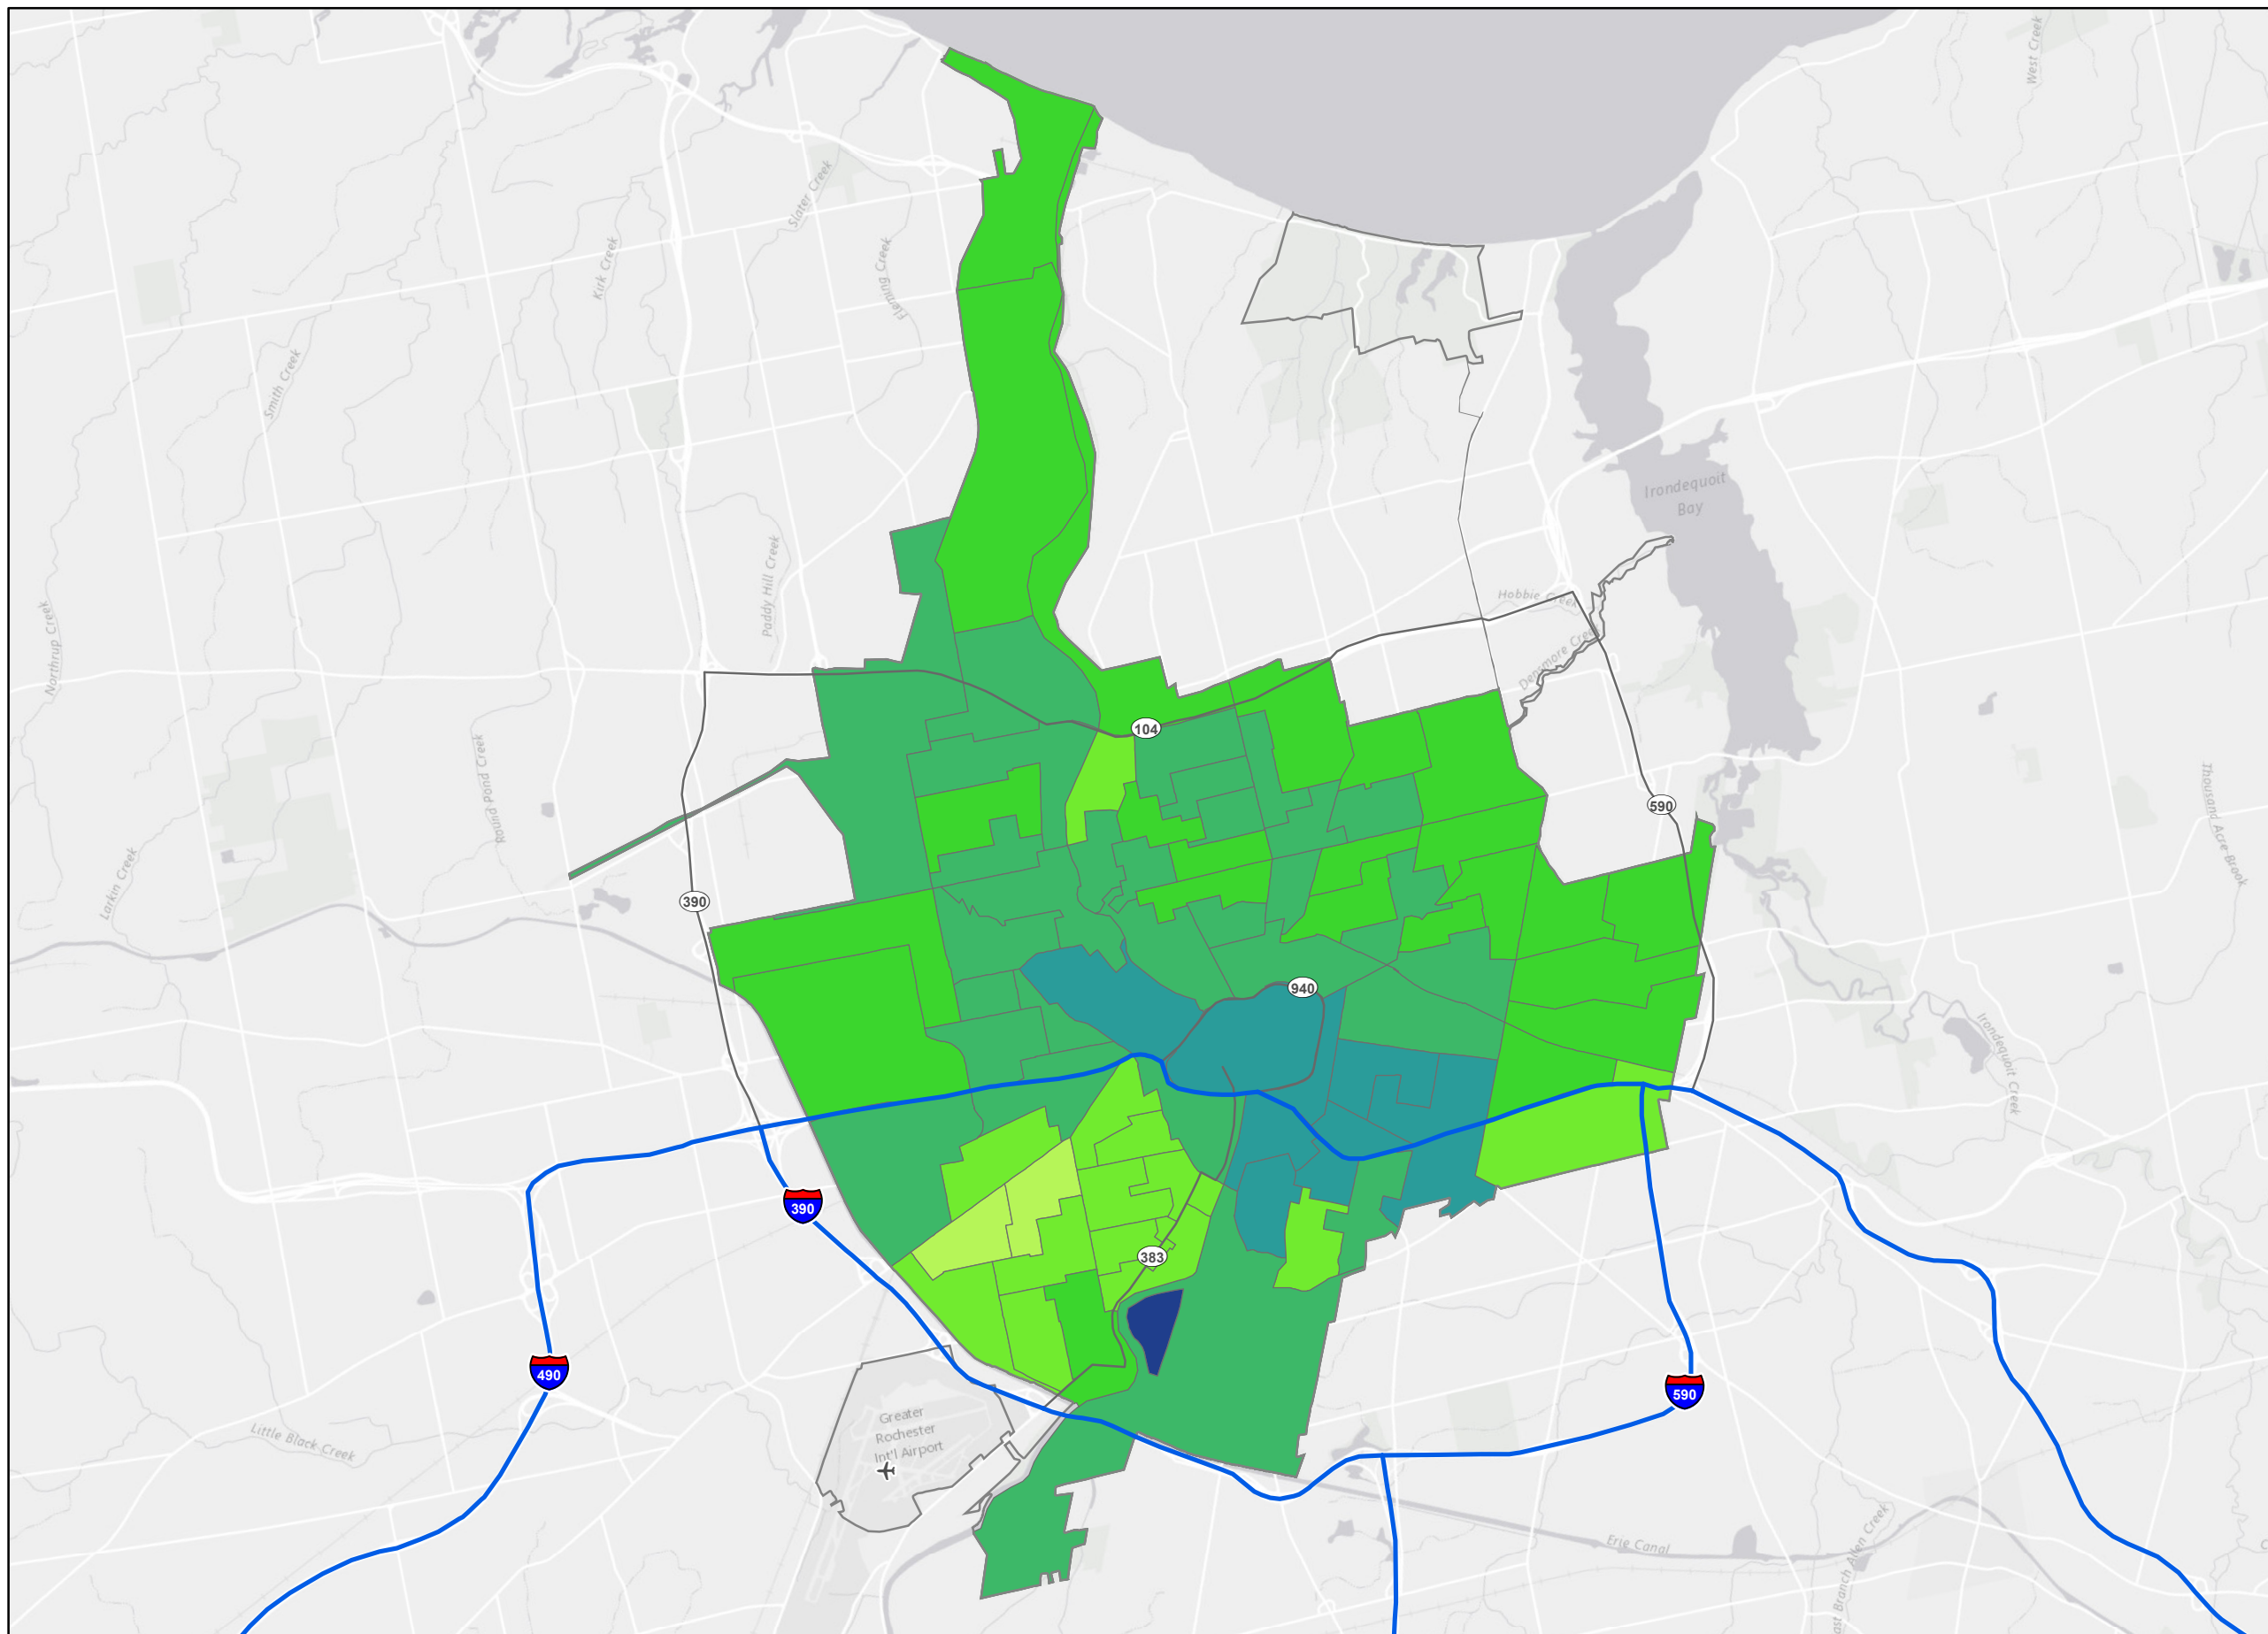 West Creek
Slater Creek
Kirk Creek
Fleming Creek
Smith Creek
Irondequoit
Bay
Paddy Hill Creek
Hobbie Creek
Northrup Creek
Densmore Creek
104
Round Pond Creek
590
Thousand Acre Brook
Larkin Creek
390
940
Irondequoit Creek
390
383
490
590
Greater
Rochester
Int'l Airport
Little Black Creek
Erie Canal
East Branch Allen Creek